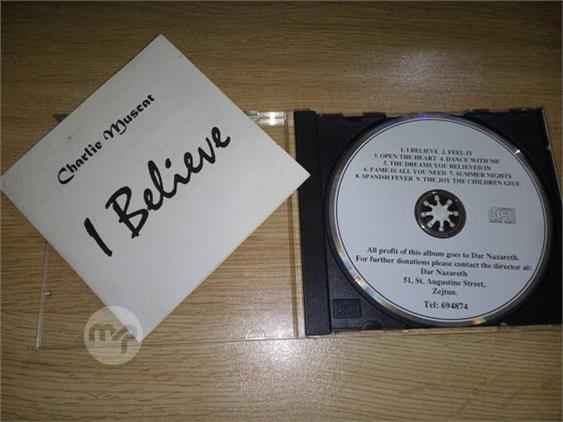 Charlie Muscat
I Believe
1. I BELIEVE 2. FEEL IT
3. OPEN THE HEART 4. DANCE WITH ME
5. THE DREAMS YOU BELIEVED IN
6. FAME IS ALL YOU NEED 7. SUMMER NIGHTS
8. SPANISH FEVER 9. THE JOY THE CHILDREN GIVE
disc
DIGITAL AUDIO
All profit of this album goes to Dar Nazareth.
For further donations please contact the director at:
Dar Nazareth
51, St. Augustine Street,
Zejtun.
Tel: 694874